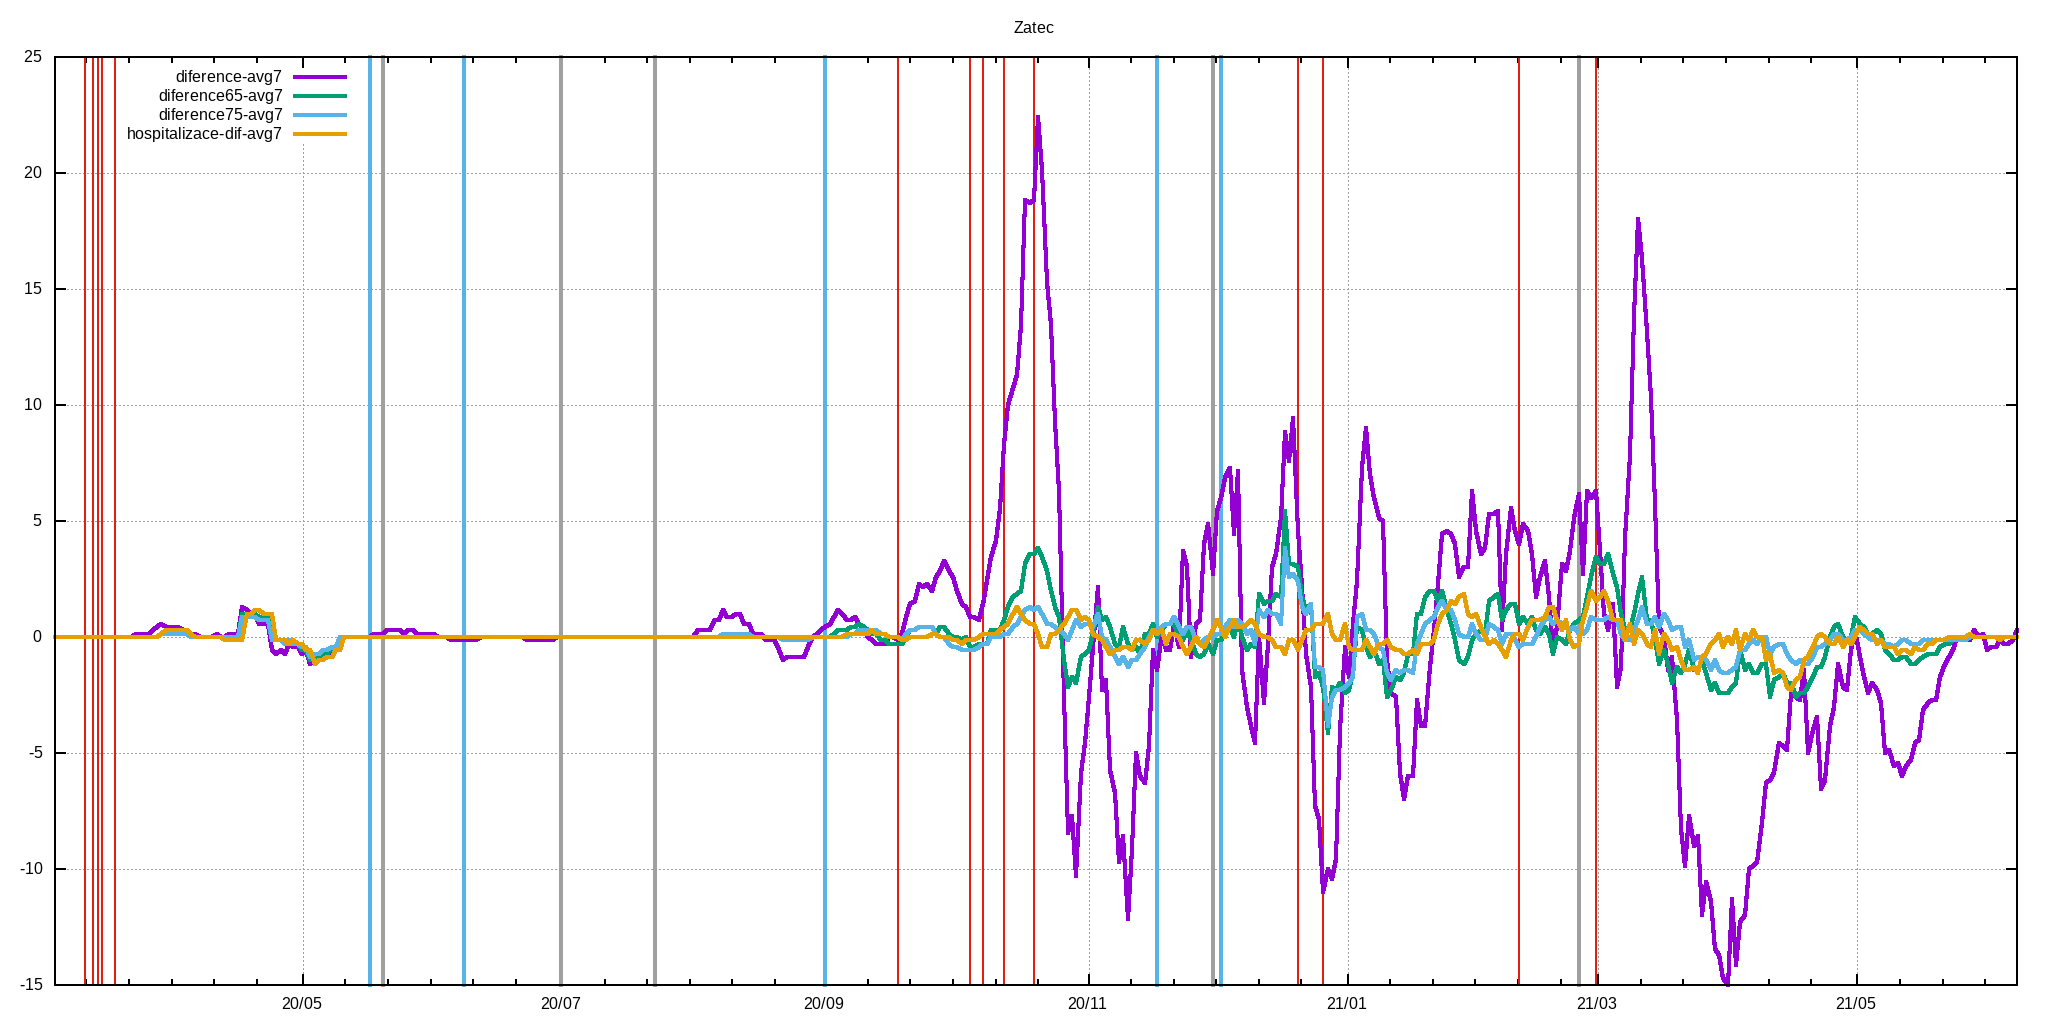 Zatec
25
20
15
10
5
0
-5
-10
-15
diference-avg7
diference65-avg7
diference75-avg7
hospitalizace-dif-avg7
20/05 20/07 20/09 20/11 21/01 21/03 21/05